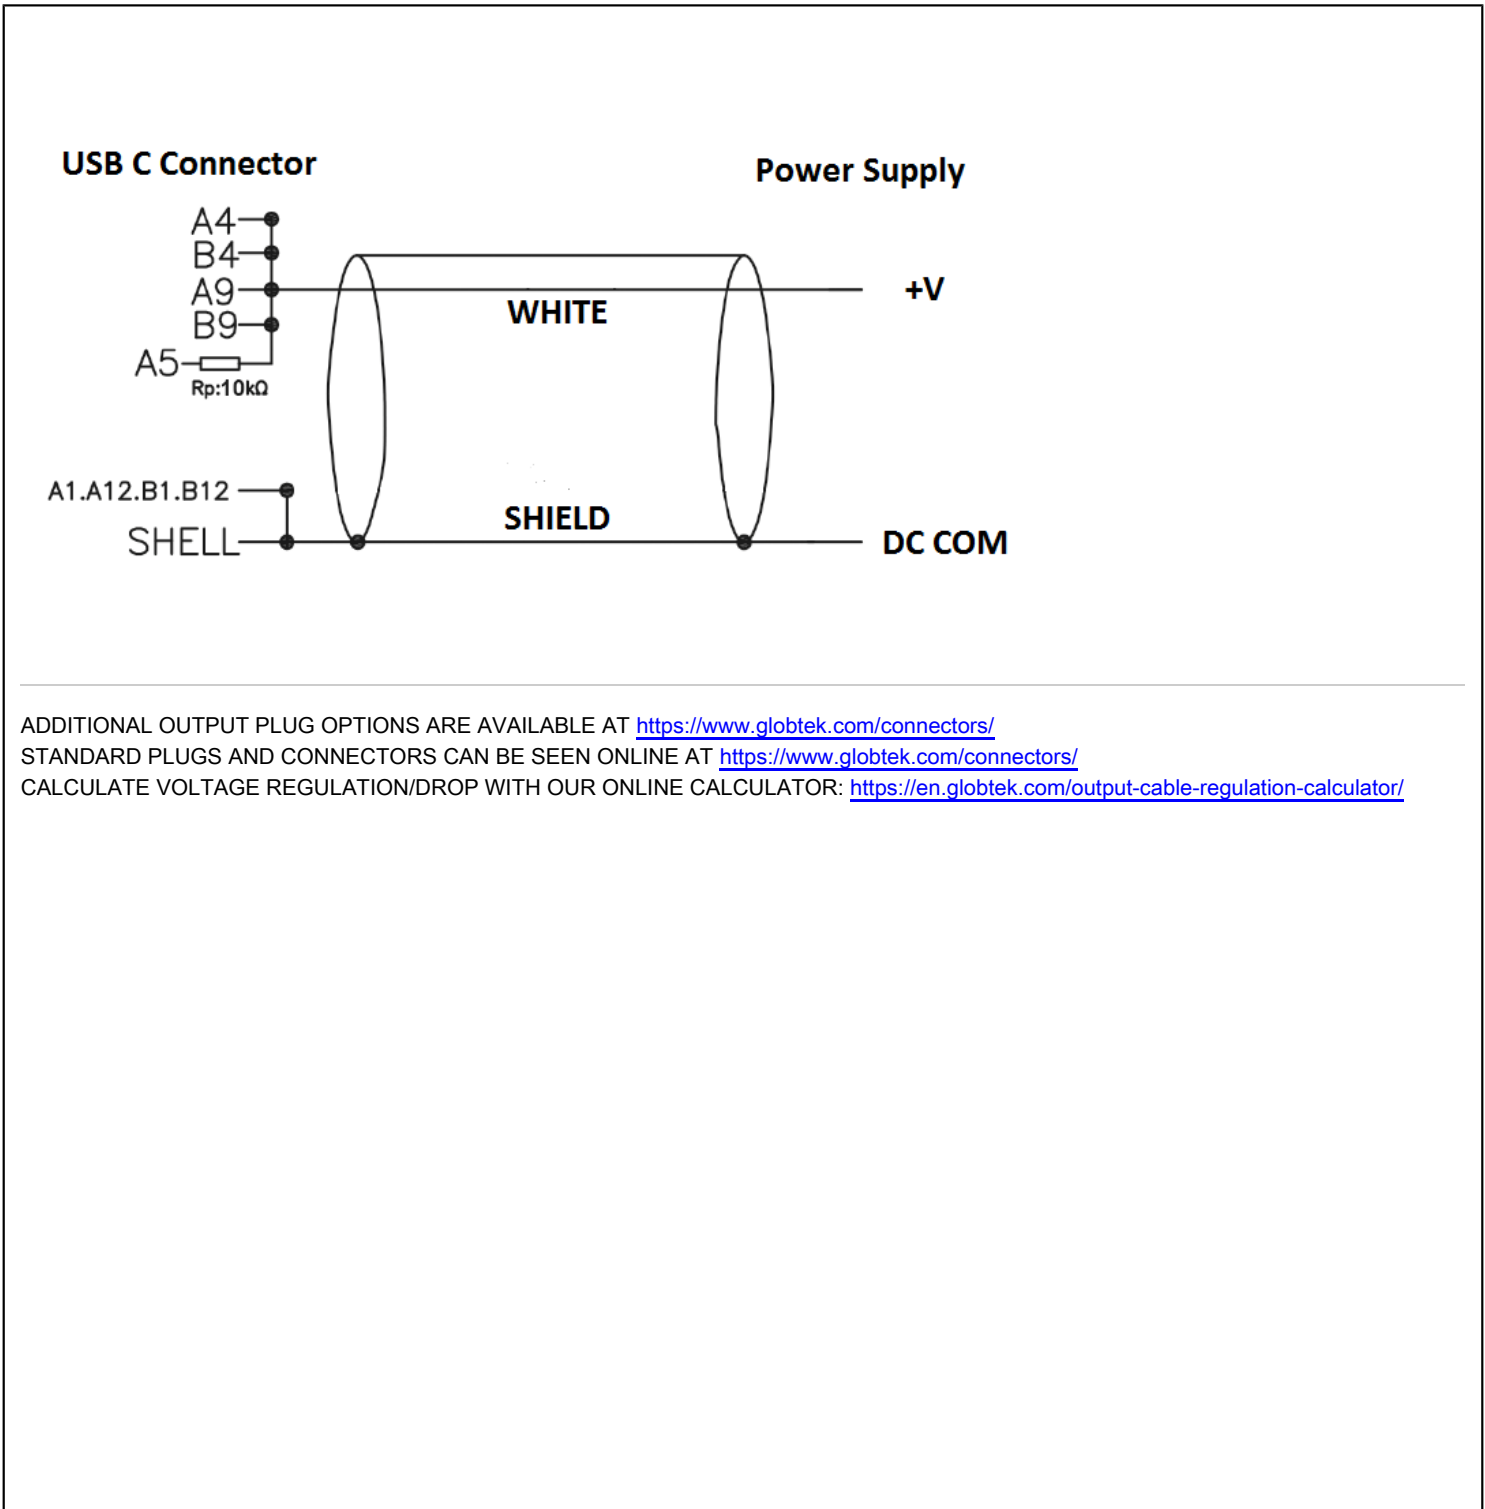 USB C Connector
Power Supply
A4
B4
A9
+V
WHITE
B9
A5
Rp:10kΩ
A1.A12.B1.B12
SHIELD
SHELL
DC COM
ADDITIONAL OUTPUT PLUG OPTIONS ARE AVAILABLE AT https://www.globtek.com/connectors/
STANDARD PLUGS AND CONNECTORS CAN BE SEEN ONLINE AT https://www.globtek.com/connectors/
CALCULATE VOLTAGE REGULATION/DROP WITH OUR ONLINE CALCULATOR: https://en.globtek.com/output-cable-regulation-calculator/